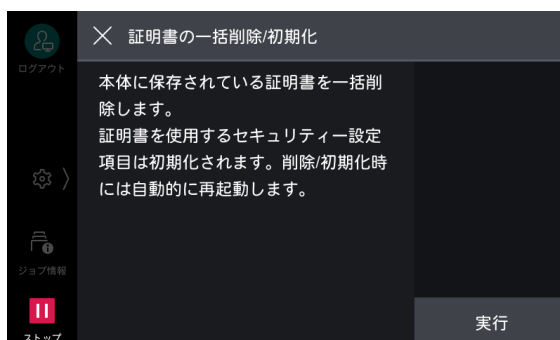 証明書の一括削除/初期化
ログアウト
本体に保存されている証明書を一括削
除します。
証明書を使用するセキュリティー設定
項目は初期化されます。削除/初期化時
には自動的に再起動します。
ジョブ情報
ストップ
実行